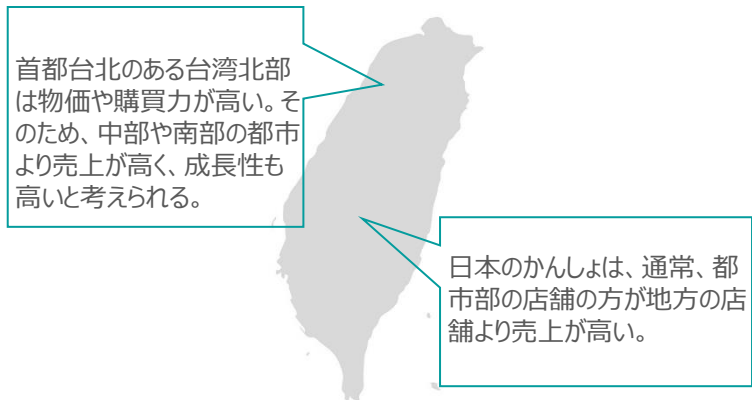 首都台北のある台湾北部
は物価や購買力が高い。そ
のため、中部や南部の都市
より売上が高く、成長性も
高いと考えられる。
日本のかんしょは、通常、都
市部の店舗の方が地方の店
舗より売上が高い。